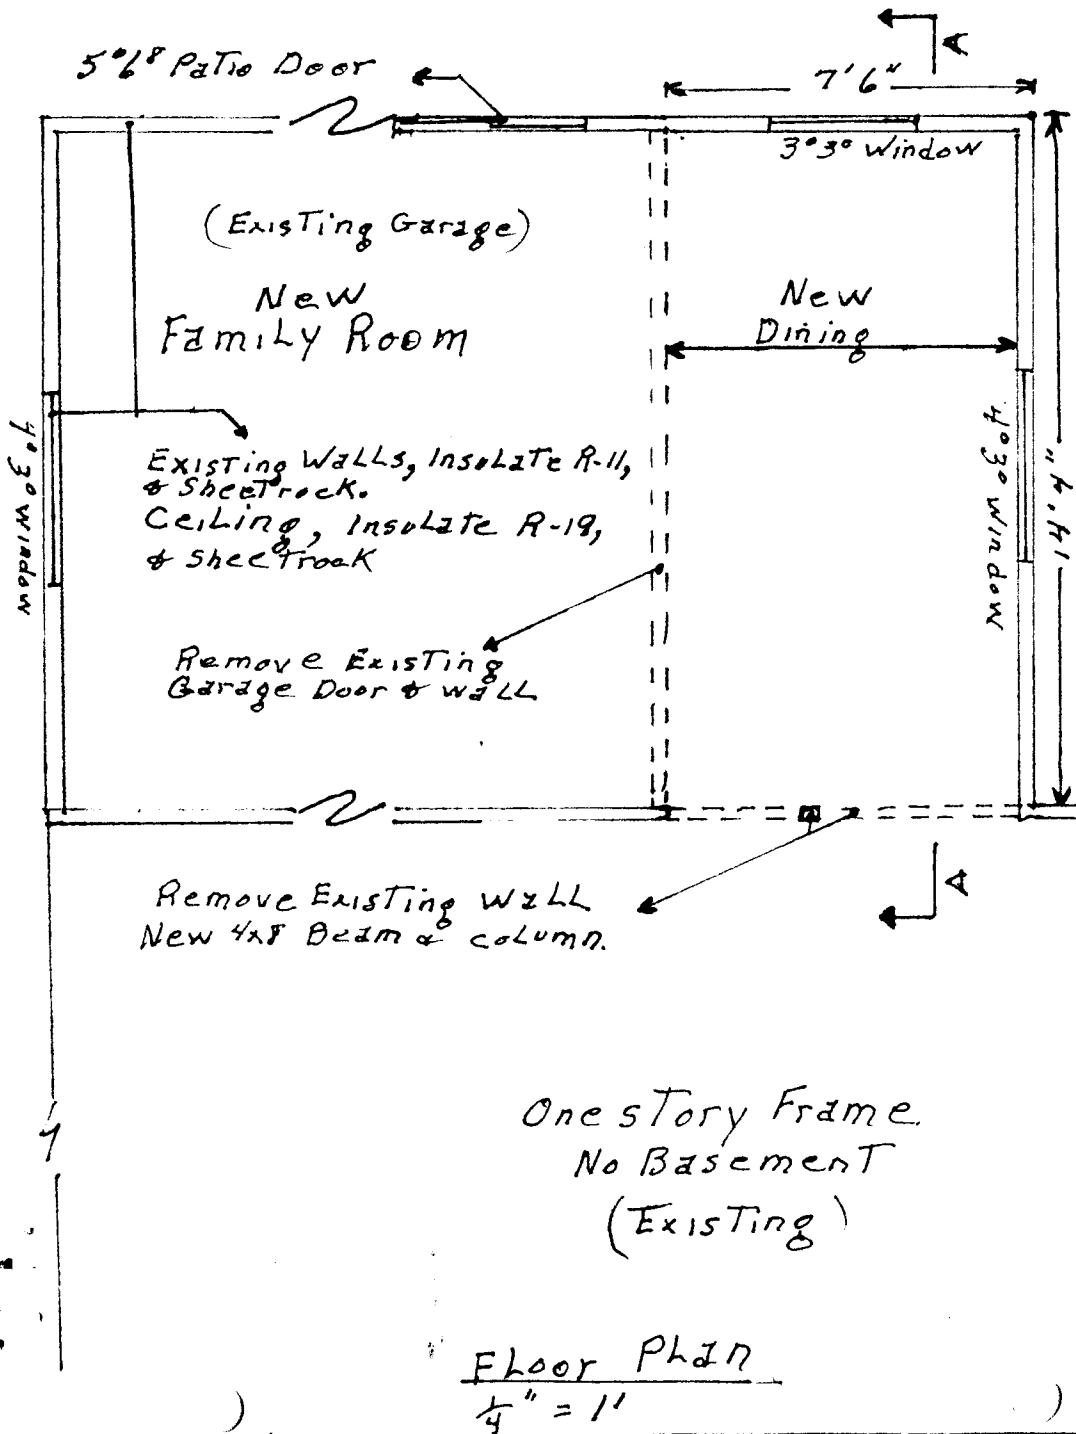 A
5°6⁸ Patio Door
7'6"
3°3° Window
(Existing Garage)
New
Family Room
New
Dining
4°3° Window
Existing Walls, Insulate R-11,
& Sheetrock.
Ceiling, Insulate R-19,
& Sheetrock
4°3° Window
14'4"
Remove Existing
Garage Door & Wall
Remove Existing Wall
New 4x8 Beam & Column.
A
One Story Frame
No Basement
(Existing)
Floor Plan
1/4" = 1'